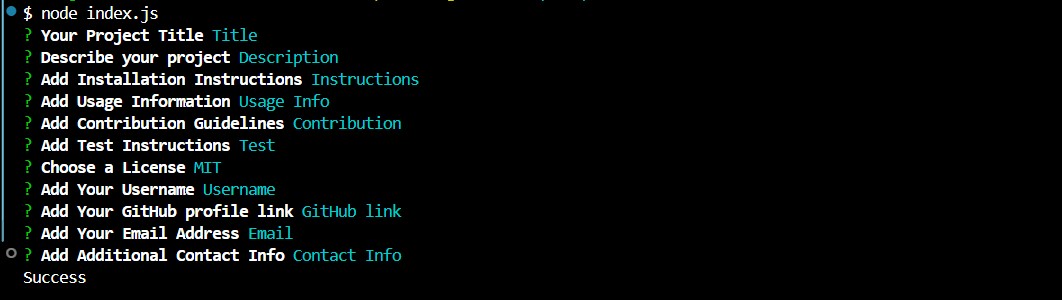 $ node index.js
? Your Project Title Title
? Describe your project Description
? Add Installation Instructions Instructions
? Add Usage Information Usage Info
? Add Contribution Guidelines Contribution
? Add Test Instructions Test
? Choose a License MIT
? Add Your Username Username
? Add Your GitHub profile link GitHub link
? Add Your Email Address Email
? Add Additional Contact Info Contact Info
Success